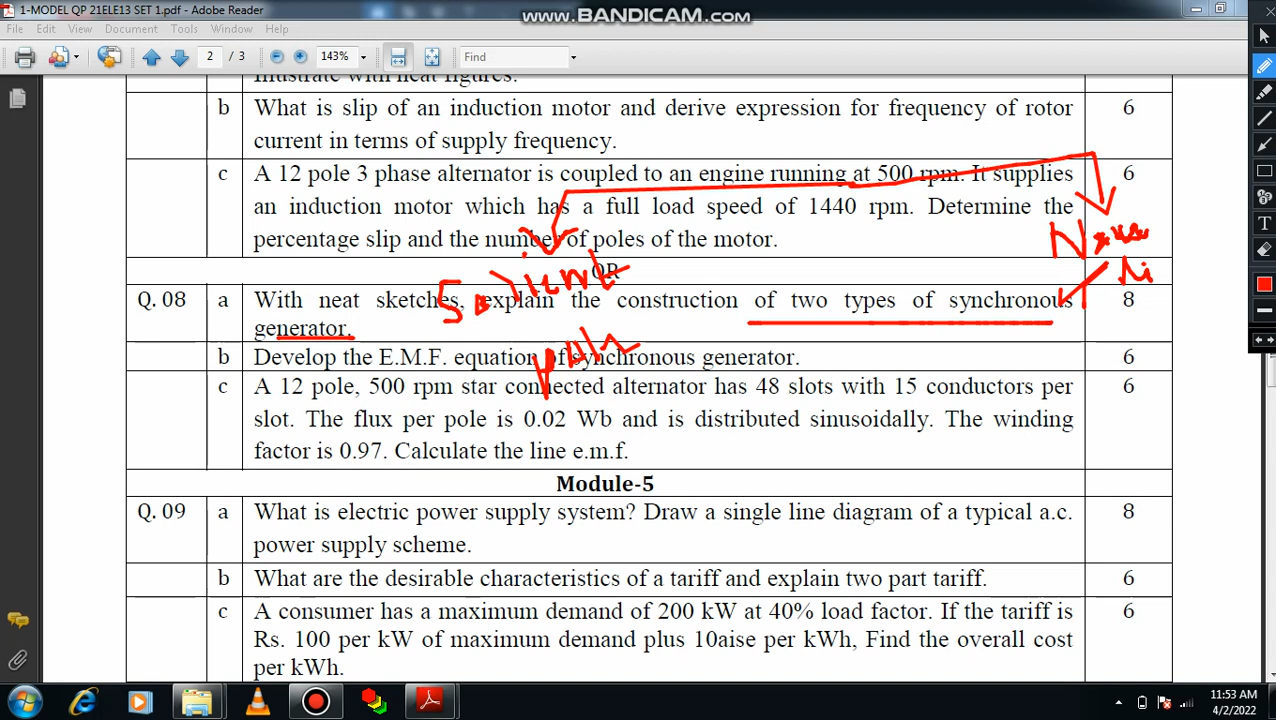 1-MODEL QP 21ELE13 SET 1.pdf - Adobe Reader
www.BANDICAM.com
File Edit View Document Tools Window Help
2 / 3 143% Find
illustrate with neat figures.
b What is slip of an induction motor and derive expression for frequency of rotor 6
current in terms of supply frequency.
c A 12 pole 3 phase alternator is coupled to an engine running at 500 rpm. It supplies 6
an induction motor which has a full load speed of 1440 rpm. Determine the
percentage slip and the number of poles of the motor.
OR
Salient
Q. 08 a With neat sketches, explain the construction of two types of synchronous 8
generator.
pole
b Develop the E.M.F. equation of synchronous generator. 6
c A 12 pole, 500 rpm star connected alternator has 48 slots with 15 conductors per 6
slot. The flux per pole is 0.02 Wb and is distributed sinusoidally. The winding
factor is 0.97. Calculate the line e.m.f.
Module-5
Q. 09 a What is electric power supply system? Draw a single line diagram of a typical a.c. 8
power supply scheme.
b What are the desirable characteristics of a tariff and explain two part tariff. 6
c A consumer has a maximum demand of 200 kW at 40% load factor. If the tariff is 6
Rs. 100 per kW of maximum demand plus 10aise per kWh, Find the overall cost
per kWh.
11:53 AM
4/2/2022